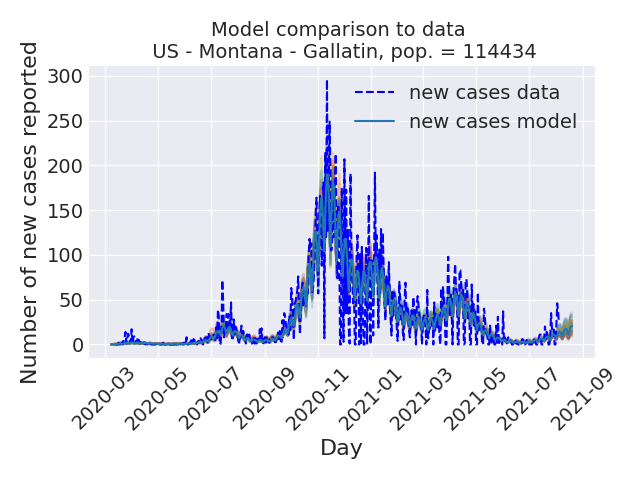 Model comparison to data
US - Montana - Gallatin, pop. = 114434
Number of new cases reported
300
250
200
150
100
50
0
new cases data
new cases model
2020-03
2020-05
2020-07
2020-09
2020-11
2021-01
2021-03
2021-05
2021-07
2021-09
Day